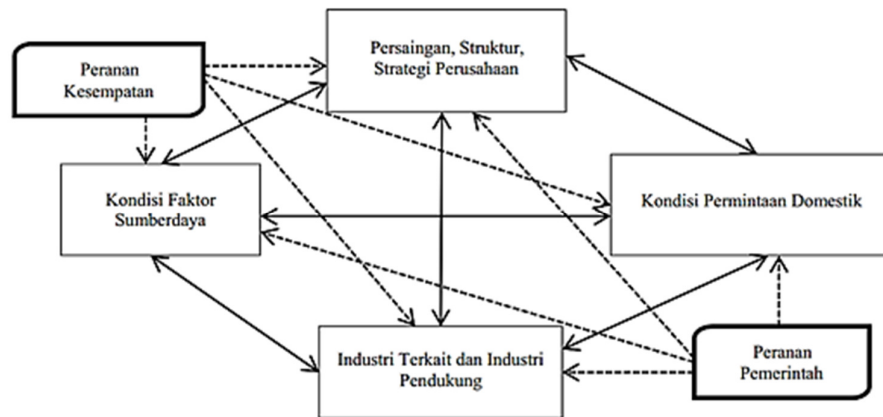 Persaingan, Struktur,
Strategi Perusahaan
Peranan
Kesempatan
Kondisi Faktor
Sumberdaya
Kondisi Permintaan Domestik
Industri Terkait dan Industri
Pendukung
Peranan
Pemerintah